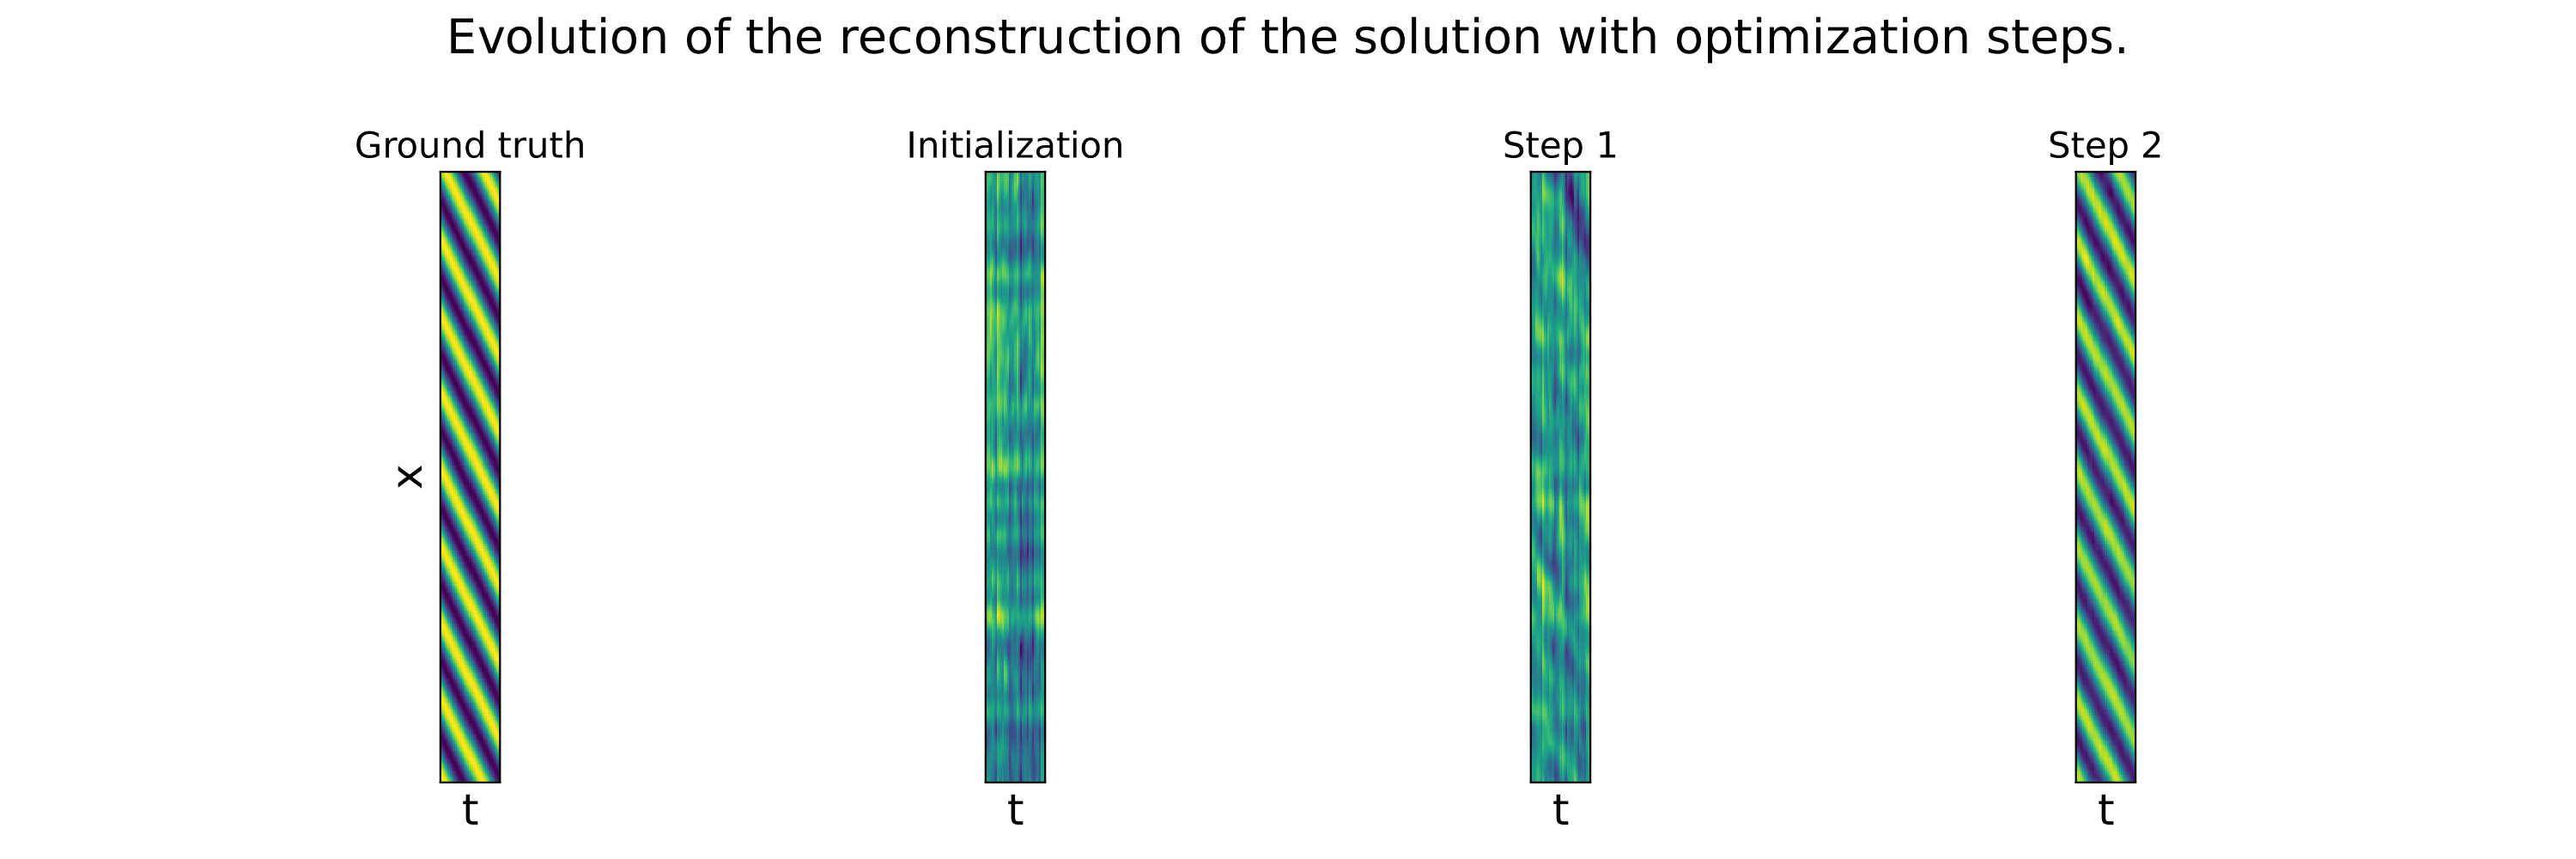 Evolution of the reconstruction of the solution with optimization steps.
Ground truth
Initialization
Step 1
Step 2
x
t
t
t
t